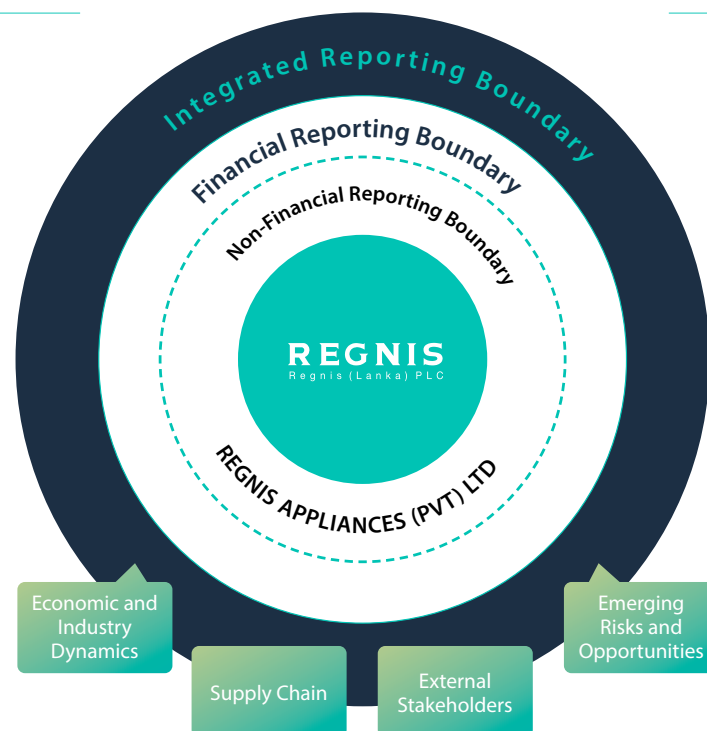 Integrated Reporting Boundary
Financial Reporting Boundary
Non-Financial Reporting Boundary
REGNIS
Regnis (Lanka) PLC
REGNIS APPLIANCES (PVT) LTD
Economic and
Industry
Dynamics
Supply Chain
External
Stakeholders
Emerging
Risks and
Opportunities